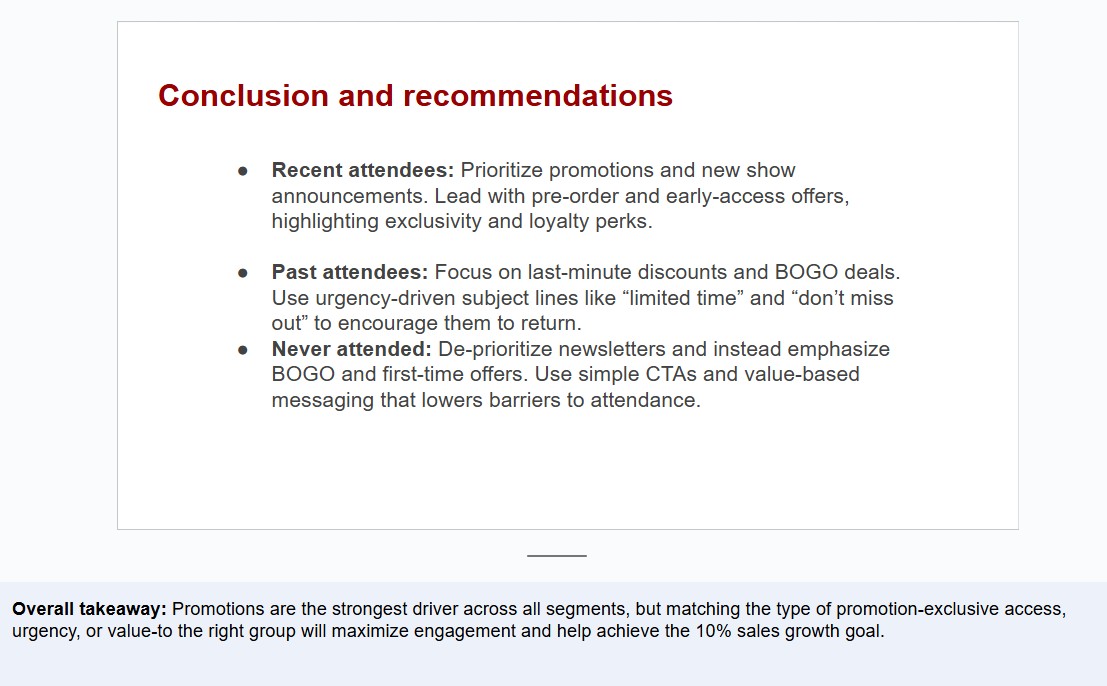 Conclusion and recommendations
● Recent attendees: Prioritize promotions and new show
announcements. Lead with pre-order and early-access offers,
highlighting exclusivity and loyalty perks.
● Past attendees: Focus on last-minute discounts and BOGO deals.
Use urgency-driven subject lines like “limited time” and “don’t miss
out” to encourage them to return.
● Never attended: De-prioritize newsletters and instead emphasize
BOGO and first-time offers. Use simple CTAs and value-based
messaging that lowers barriers to attendance.
Overall takeaway: Promotions are the strongest driver across all segments, but matching the type of promotion-exclusive access,
urgency, or value-to the right group will maximize engagement and help achieve the 10% sales growth goal.